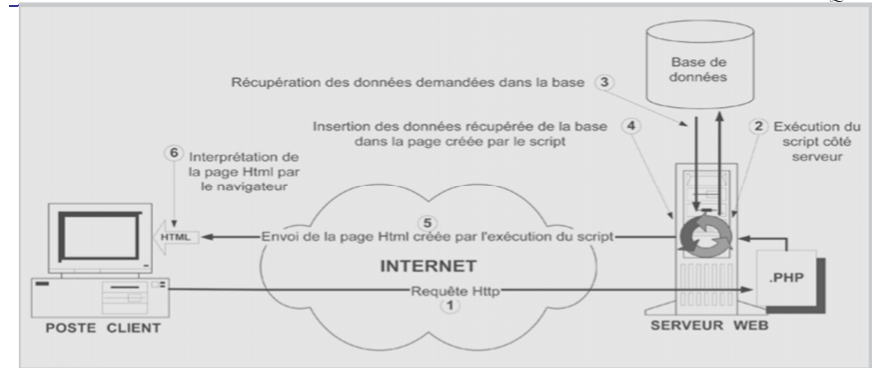 Base de
données
Récupération des données demandées dans la base 3
Insertion des données récupérée de la base 4
dans la page créée par le script
2 Exécution du
script côté
serveur
6 Interprétation de
la page Html par
le navigateur
5
HTML
Envoi de la page Html créée par l'exécution du script
INTERNET
.PHP
Requête Http
1
POSTE CLIENT
SERVEUR WEB